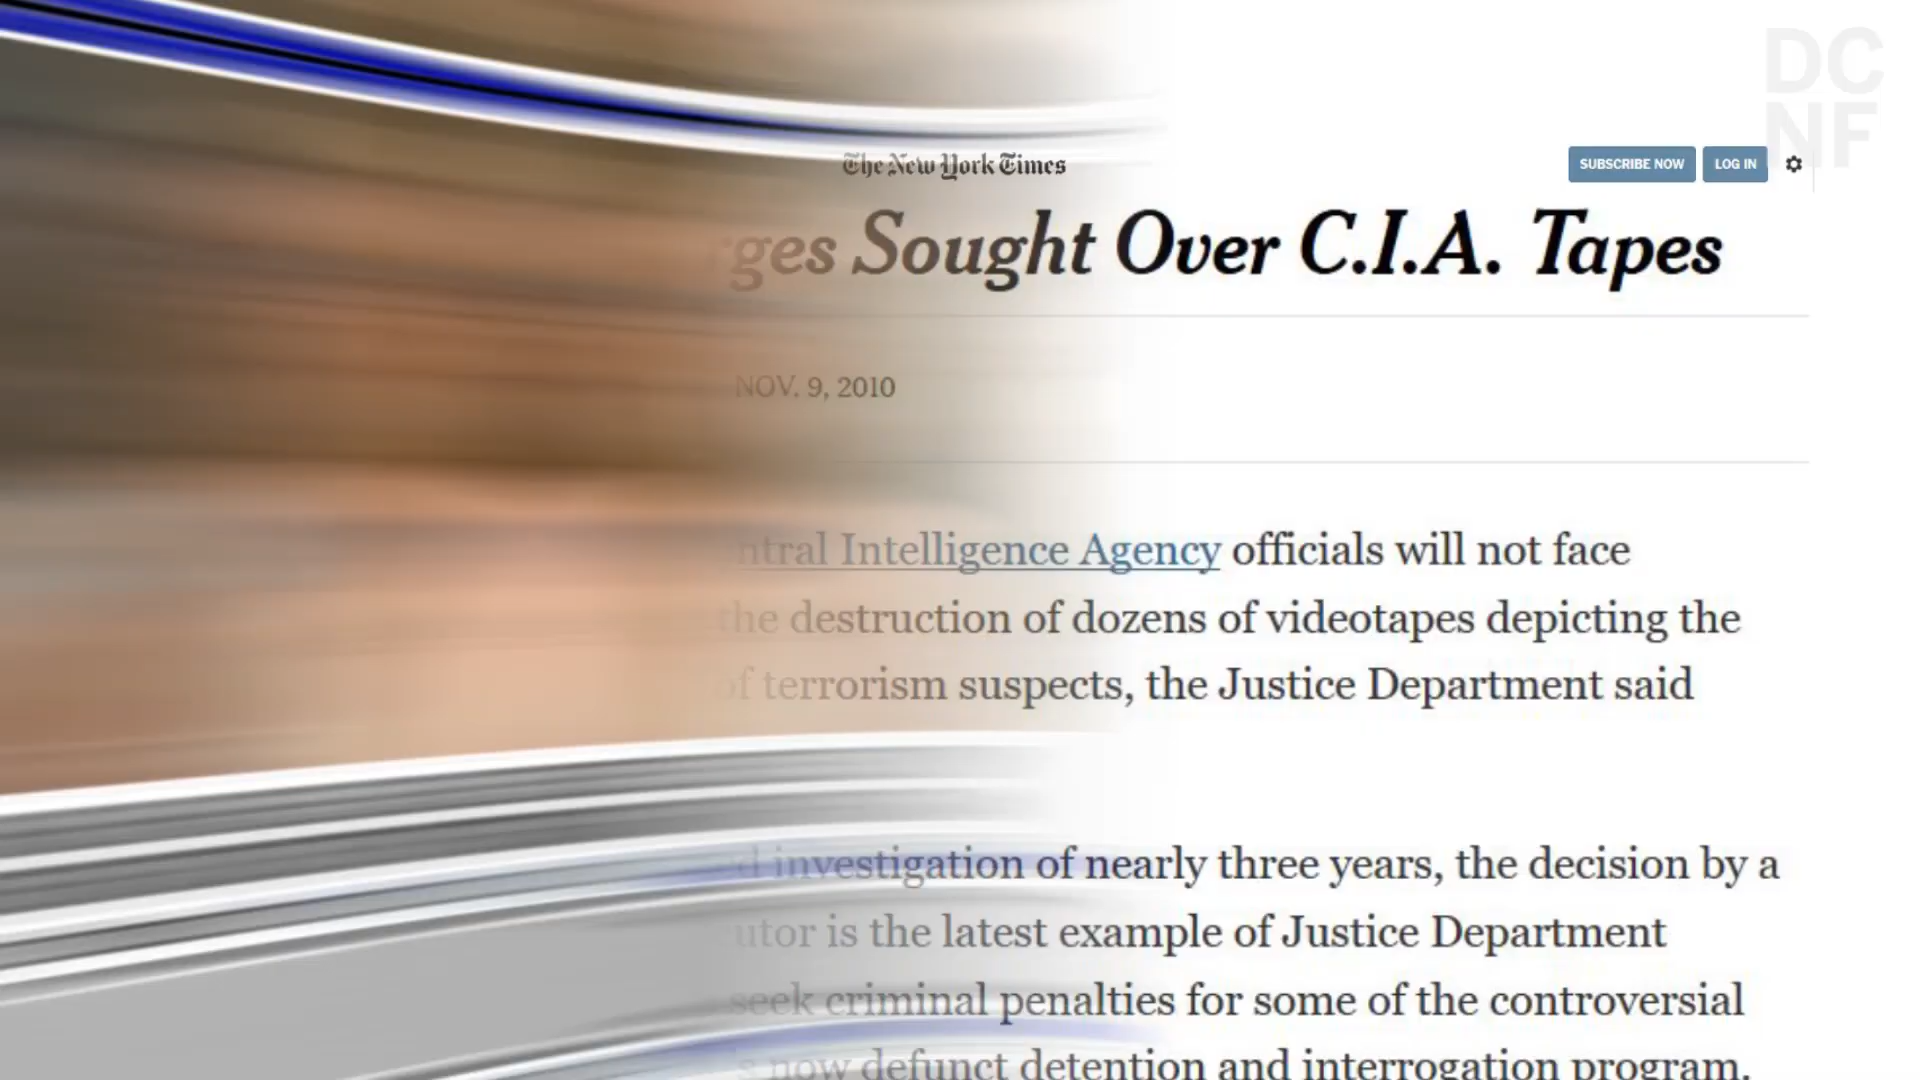 DC
NF
The New York Times
SUBSCRIBE NOW LOG IN
Sought Over C.I.A. Tapes
NOV. 9, 2010
Intelligence Agency officials will not face
the destruction of dozens of videotapes depicting the
of terrorism suspects, the Justice Department said
investigation of nearly three years, the decision by a
is the latest example of Justice Department
seek criminal penalties for some of the controversial
now defunct detention and interrogation program.